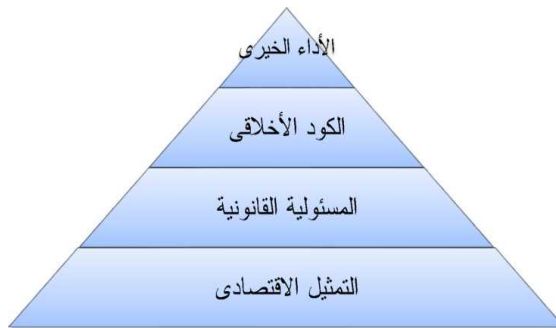 الأداء الخيرى
الكود الأخلاقى
المسئولية القانونية
التمثيل الاقتصادى